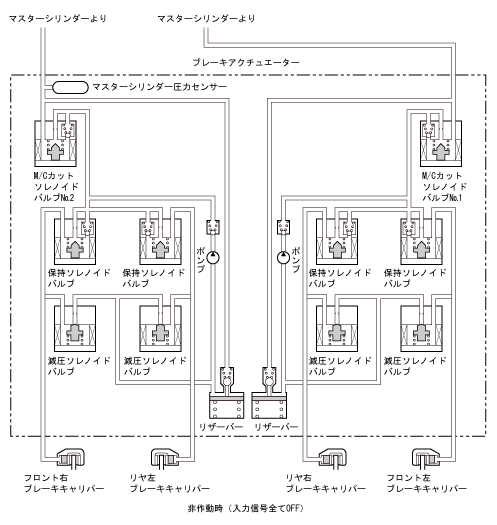 マスターシリンダーより
マスターシリンダーより
ブレーキアクチュエーター
マスターシリンダー圧力センサー
M/Cカット
ソレノイド
バルブNo.2
M/Cカット
ソレノイド
バルブNo.1
保持ソレノイド
バルブ
保持ソレノイド
バルブ
ポンプ
ポンプ
保持ソレノイド
バルブ
保持ソレノイド
バルブ
減圧ソレノイド
バルブ
減圧ソレノイド
バルブ
減圧ソレノイド
バルブ
減圧ソレノイド
バルブ
リザーバー
リザーバー
フロント右
ブレーキキャリパー
リヤ左
ブレーキキャリパー
リヤ右
ブレーキキャリパー
フロント左
ブレーキキャリパー
非作動時（入力信号全てOFF）